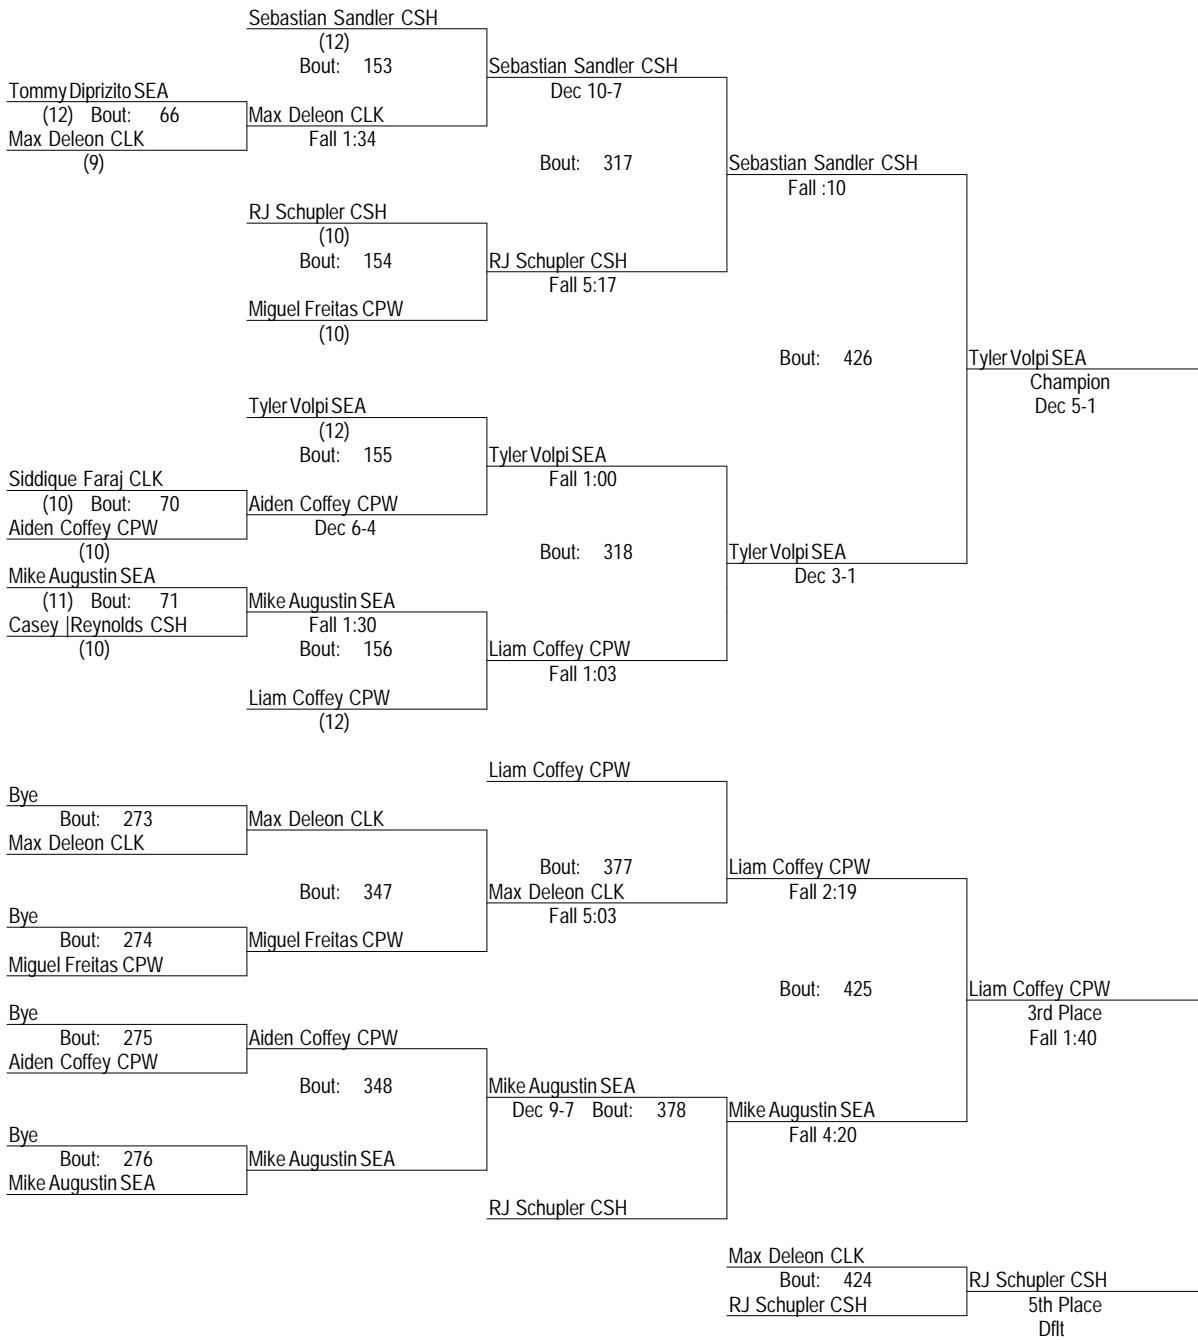 Sebastian Sandler CSH
(12)
Bout: 153
Sebastian Sandler CSH
Dec 10-7
Tommy Diprizito SEA
(12) Bout: 66
Max Deleon CLK
Fall 1:34
Max Deleon CLK
(9)
Bout: 317
Sebastian Sandler CSH
Fall :10
RJ Schupler CSH
(10)
Bout: 154
RJ Schupler CSH
Fall 5:17
Miguel Freitas CPW
(10)
Bout: 426
Tyler Volpi SEA
Champion
Dec 5-1
Tyler Volpi SEA
(12)
Bout: 155
Tyler Volpi SEA
Fall 1:00
Siddique Faraj CLK
(10) Bout: 70
Aiden Coffey CPW
Dec 6-4
Aiden Coffey CPW
(10)
Bout: 318
Tyler Volpi SEA
Dec 3-1
Mike Augustin SEA
(11) Bout: 71
Mike Augustin SEA
Fall 1:30
Casey |Reynolds CSH
(10)
Bout: 156
Liam Coffey CPW
Fall 1:03
Liam Coffey CPW
(12)
Liam Coffey CPW
Bye
Bout: 273
Max Deleon CLK
Max Deleon CLK
Bout: 377
Liam Coffey CPW
Fall 2:19
Bout: 347
Max Deleon CLK
Fall 5:03
Bye
Bout: 274
Miguel Freitas CPW
Miguel Freitas CPW
Bout: 425
Liam Coffey CPW
3rd Place
Fall 1:40
Bye
Bout: 275
Aiden Coffey CPW
Aiden Coffey CPW
Bout: 348
Mike Augustin SEA
Dec 9-7 Bout: 378
Mike Augustin SEA
Fall 4:20
Bye
Bout: 276
Mike Augustin SEA
Mike Augustin SEA
RJ Schupler CSH
Max Deleon CLK
Bout: 424
RJ Schupler CSH
RJ Schupler CSH
5th Place
Dflt